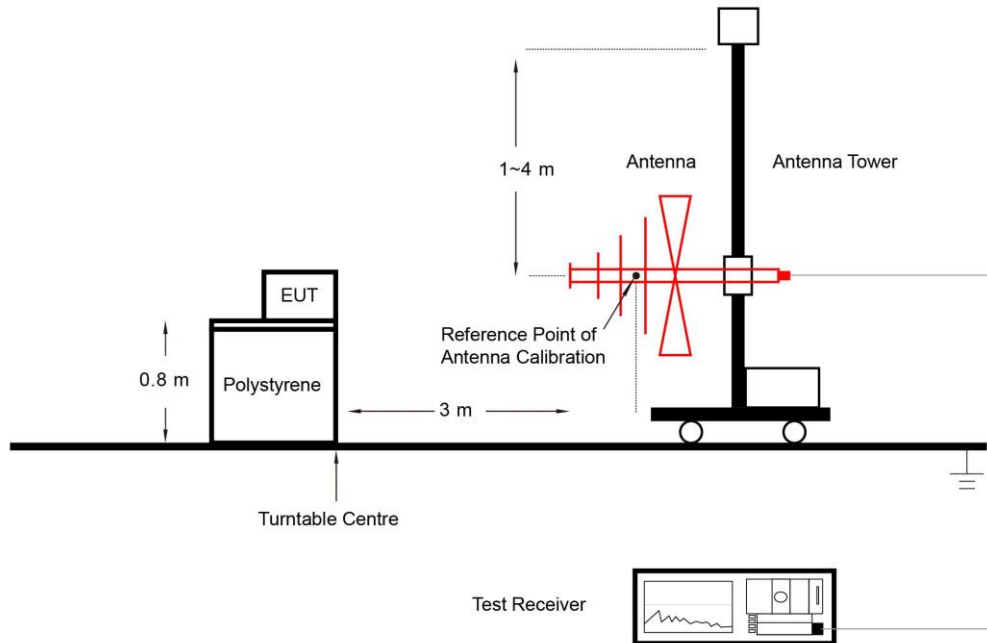 Antenna
Antenna Tower
1~4 m
EUT
Reference Point of
Antenna Calibration
0.8 m
Polystyrene
3 m
Turntable Centre
Test Receiver